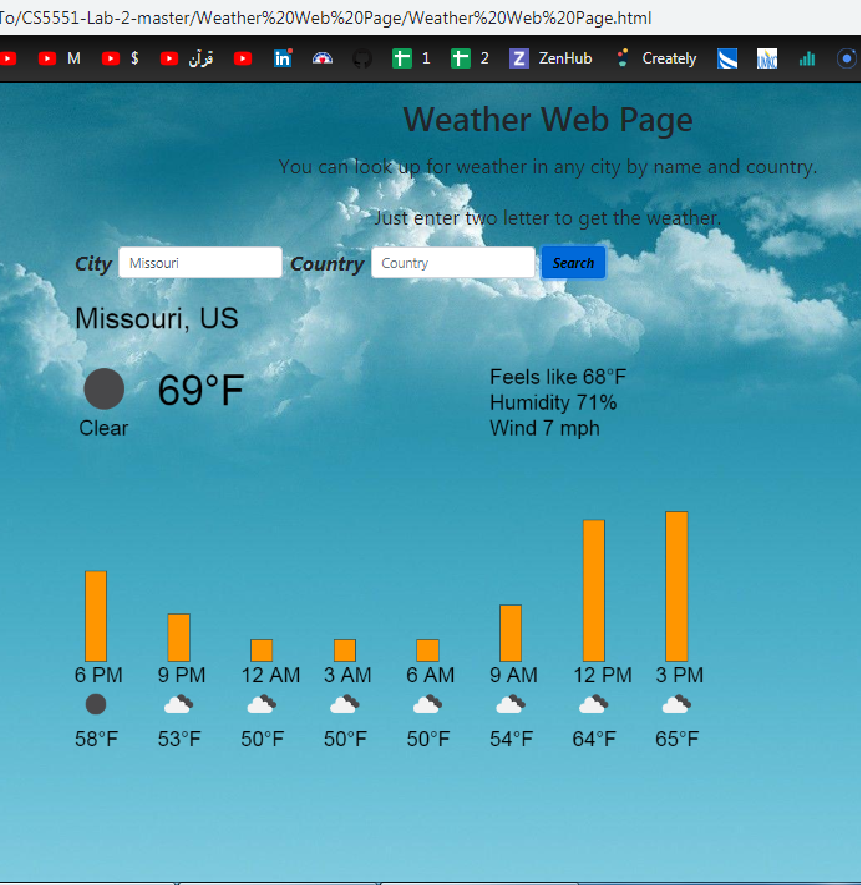 To/CS5551-Lab-2-master/Weather%20Web%20Page/Weather%20Web%20Page.html
M $ قرآن in 1 2 Z ZenHub Creately UMKC
Weather Web Page
You can look up for weather in any city by name and country.
Just enter two letter to get the weather.
City Missouri Country Country Search
Missouri, US
69°F
Clear
Feels like 68°F
Humidity 71%
Wind 7 mph
6 PM 9 PM 12 AM 3 AM 6 AM 9 AM 12 PM 3 PM
58°F 53°F 50°F 50°F 50°F 54°F 64°F 65°F